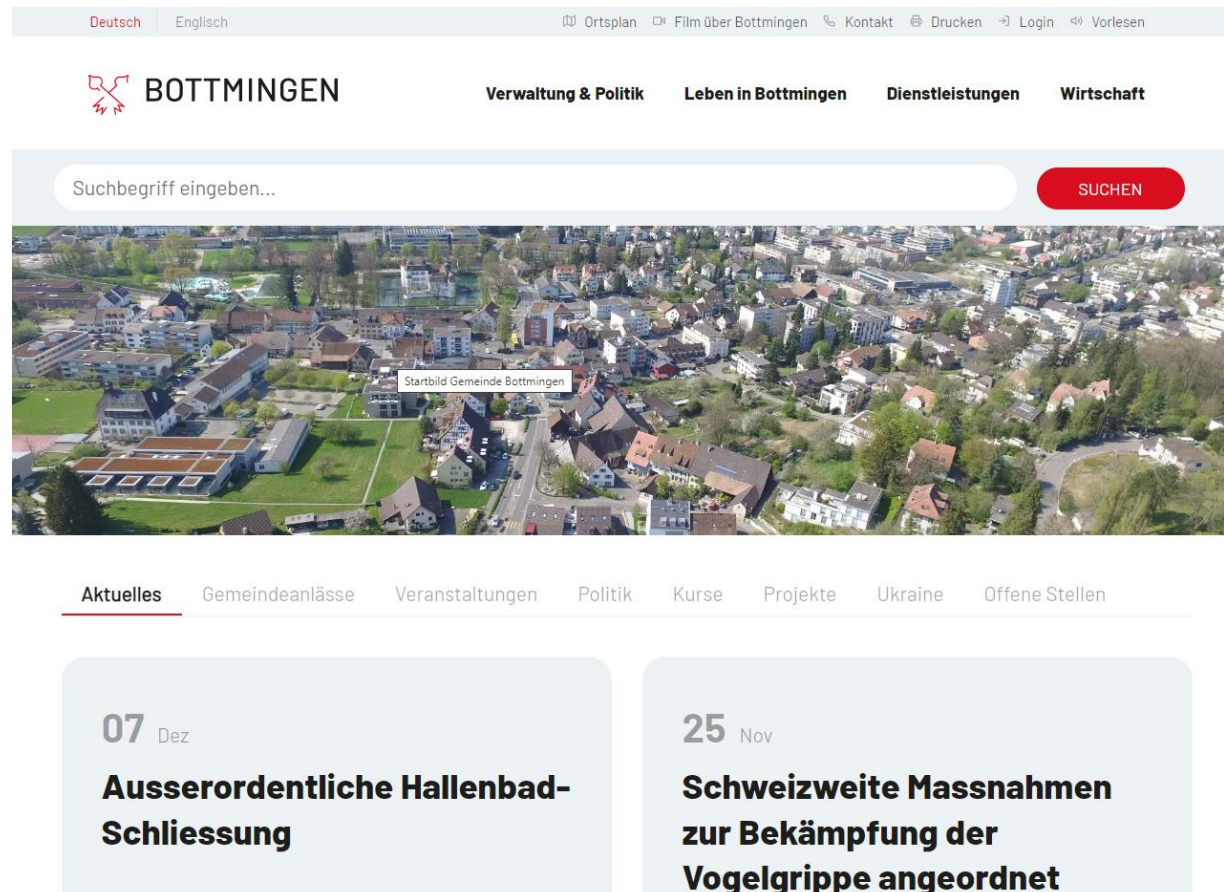 Deutsch Englisch Ortsplan Film über Bottmingen Kontakt Drucken Login Vorlesen
BOTTMINGEN Verwaltung & Politik Leben in Bottmingen Dienstleistungen Wirtschaft
Suchbegriff eingeben... SUCHEN
Startbild Gemeinde Bottmingen
Aktuelles Gemeindeanlässe Veranstaltungen Politik Kurse Projekte Ukraine Offene Stellen
07 Dez
Ausserordentliche Hallenbad-
Schliessung
25 Nov
Schweizweite Massnahmen
zur Bekämpfung der
Vogelgrippe angeordnet